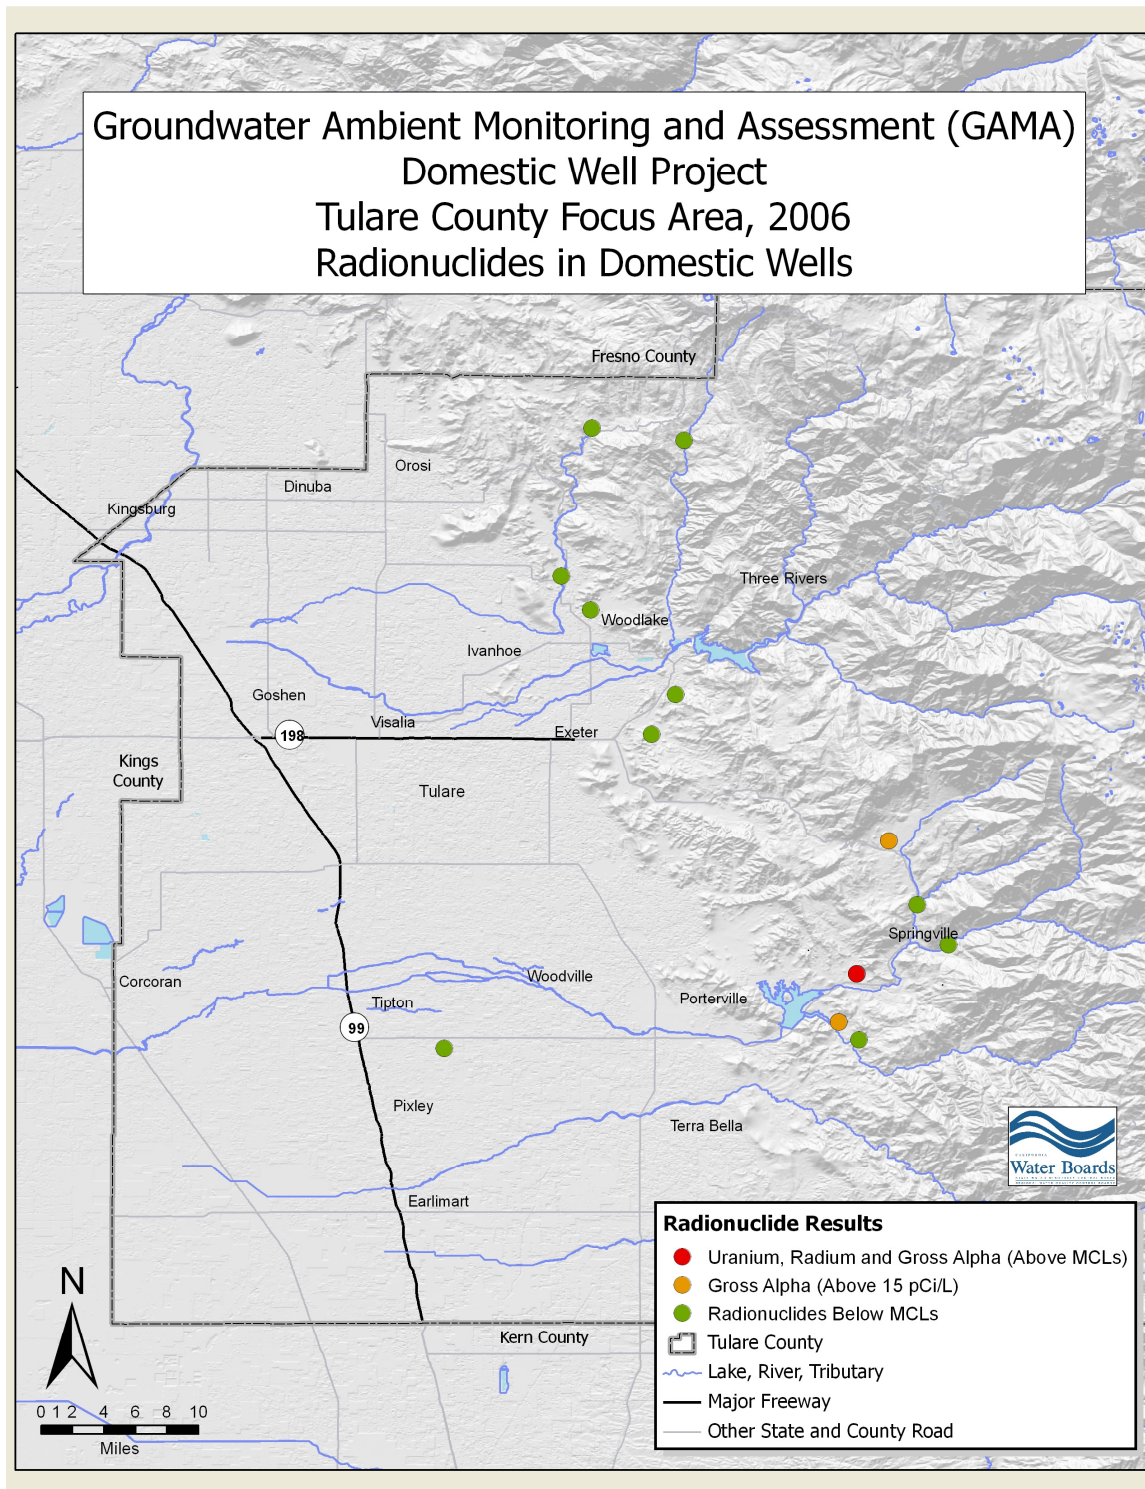 Groundwater Ambient Monitoring and Assessment (GAMA)
Domestic Well Project
Tulare County Focus Area, 2006
Radionuclides in Domestic Wells
Fresno County
Orosi
Dinuba
Kingsburg
Three Rivers
Woodlake
Ivanhoe
Goshen
Visalia
198
Exeter
Kings
County
Tulare
Springville
Woodville
Corcoran
Porterville
Tipton
99
Pixley
Terra Bella
CALIFORNIA
Water Boards
Earlimart
Radionuclide Results
Uranium, Radium and Gross Alpha (Above MCLs)
Gross Alpha (Above 15 pCi/L)
Radionuclides Below MCLs
Tulare County
Lake, River, Tributary
Major Freeway
Other State and County Road
N
Kern County
0 1 2 4 6 8 10
Miles